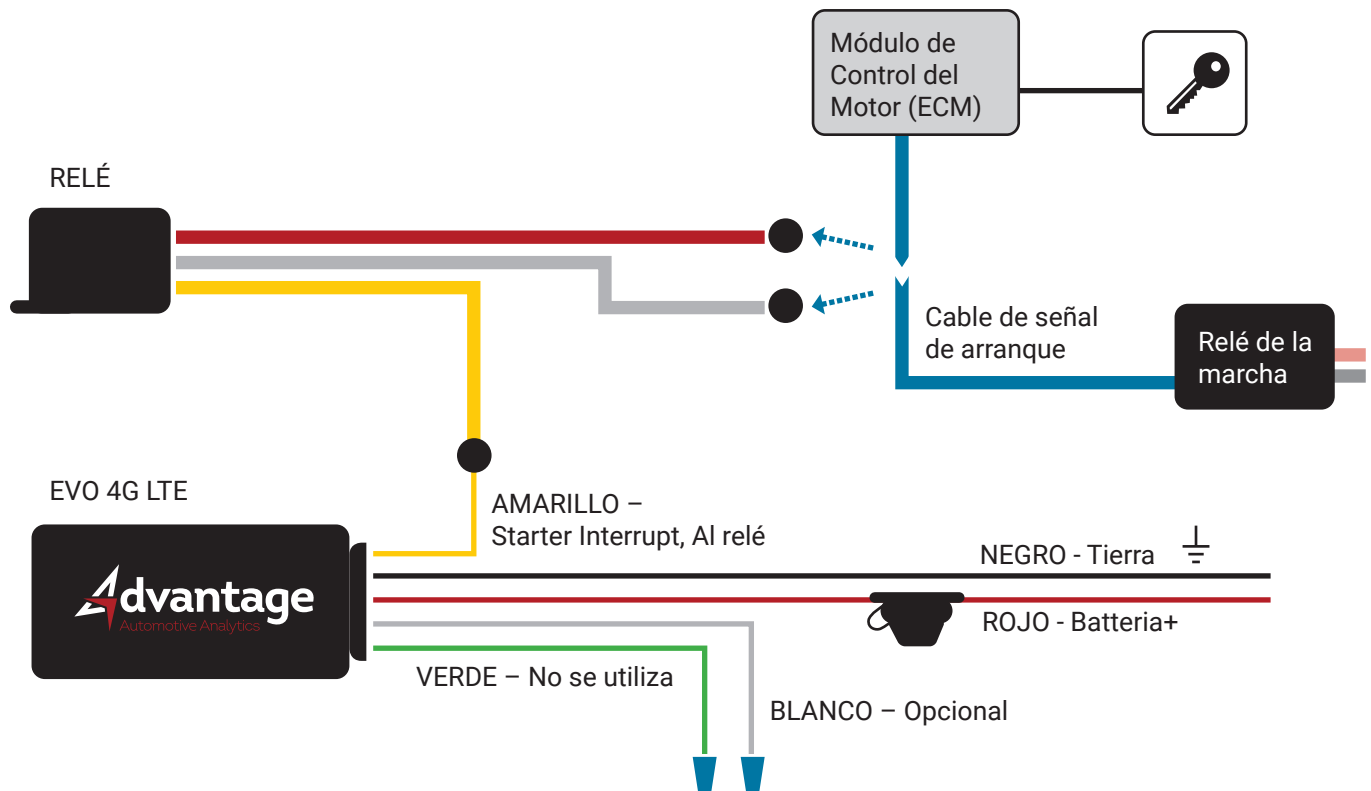 Módulo de
Control del
Motor (ECM)
RELÉ
Cable de señal
de arranque
Relé de la
marcha
EVO 4G LTE
AMARILLO –
Starter Interrupt, Al relé
NEGRO - Tierra
Advantage
Automotive Analytics
ROJO - Batteria+
VERDE – No se utiliza
BLANCO – Opcional